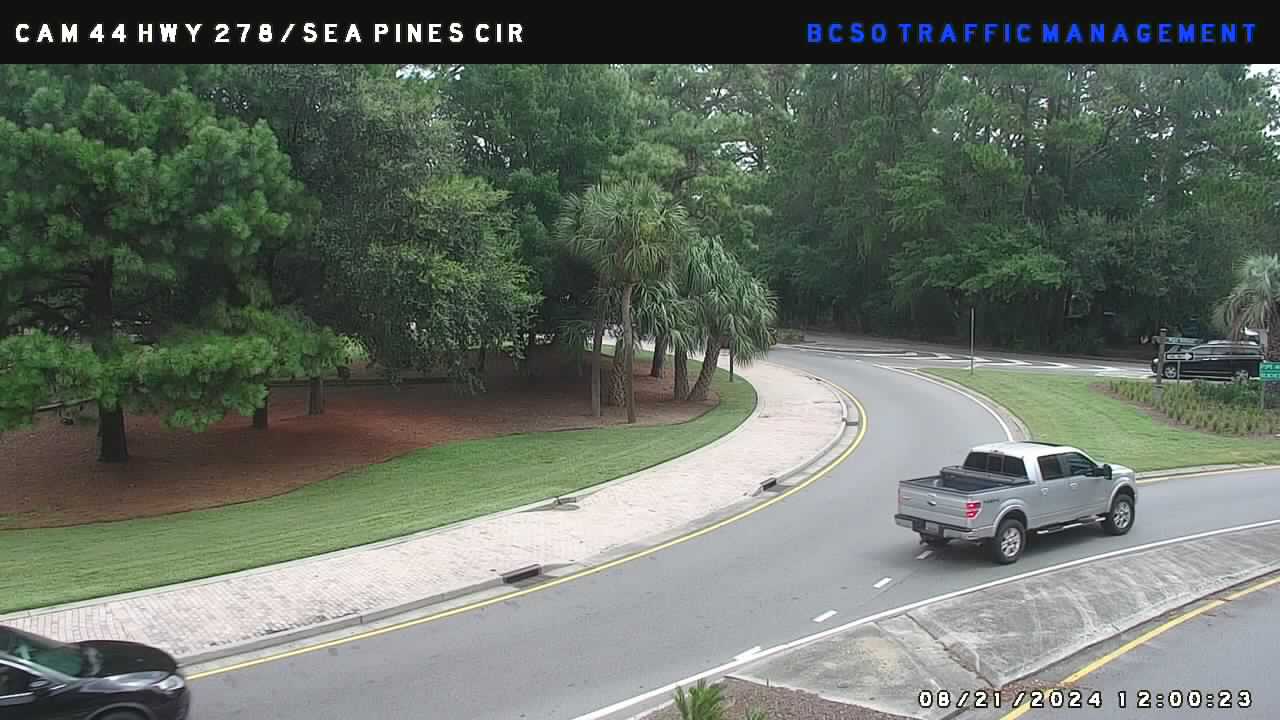 CAM 44 HWY 278/SEA PINES CIR
BCSO TRAFFIC MANAGEMENT
08/21/2024 12:00:23